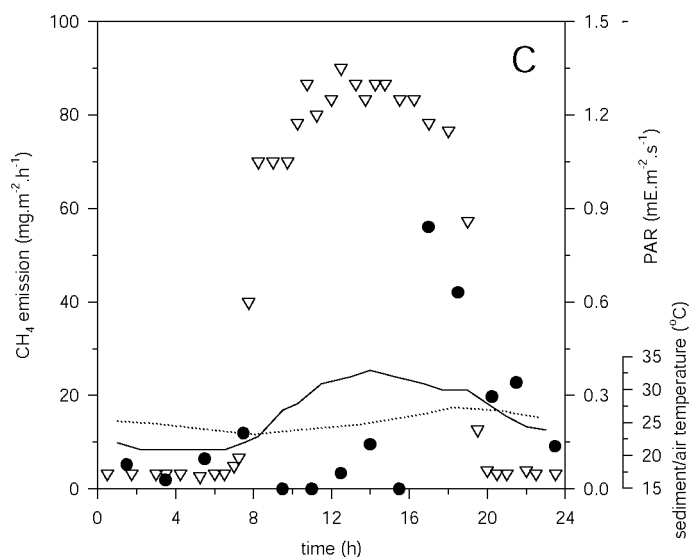 C
CH₄ emission (mg.m⁻².h⁻¹)
100
80
60
40
20
0
PAR (mE.m⁻².s⁻¹)
1.5
1.2
0.9
0.6
0.3
0.0
sediment/air temperature (°C)
35
30
25
20
15
0 4 8 12 16 20 24
time (h)